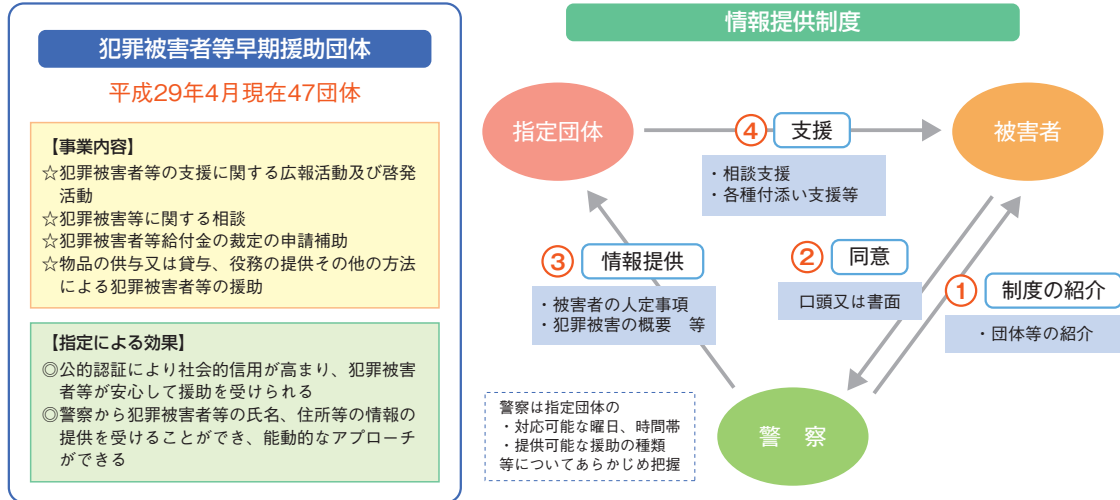 犯罪被害者等早期援助団体
平成29年4月現在47団体
【事業内容】
☆犯罪被害者等の支援に関する広報活動及び啓発
活動
☆犯罪被害等に関する相談
☆犯罪被害者等給付金の裁定の申請補助
☆物品の供与又は貸与、役務の提供その他の方法
による犯罪被害者等の援助
【指定による効果】
◎公的認証により社会的信用が高まり、犯罪被害
者等が安心して援助を受けられる
◎警察から犯罪被害者等の氏名、住所等の情報の
提供を受けることができ、能動的なアプローチ
ができる
情報提供制度
指定団体
④ 支援
・相談支援
・各種付添い支援等
被害者
③ 情報提供
・被害者の人定事項
・犯罪被害の概要　等
② 同意
口頭又は書面
① 制度の紹介
・団体等の紹介
警察は指定団体の
・対応可能な曜日、時間帯
・提供可能な援助の種類
等についてあらかじめ把握
警　察